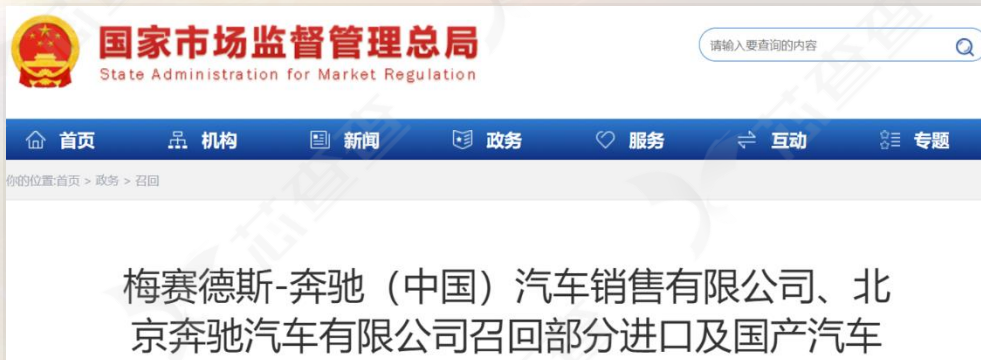 国家市场监督管理总局
State Administration for Market Regulation
请输入要查询的内容
首页 机构 新闻 政务 服务 互动 专题
你的位置:首页 > 政务 > 召回
梅赛德斯-奔驰（中国）汽车销售有限公司、北
京奔驰汽车有限公司召回部分进口及国产汽车
芯查查